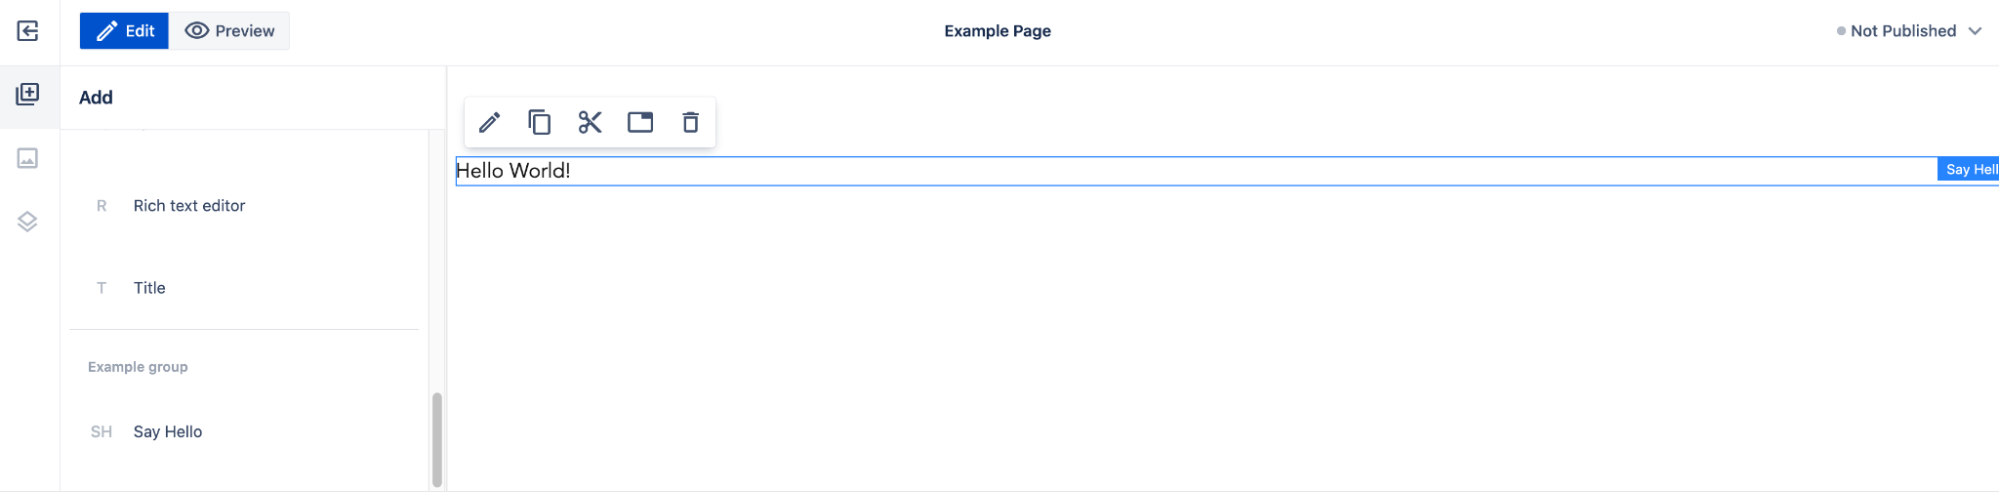 Edit
Preview
Example Page
Not Published
Add
Hello World!
Say Hell
R Rich text editor
T Title
Example group
SH Say Hello